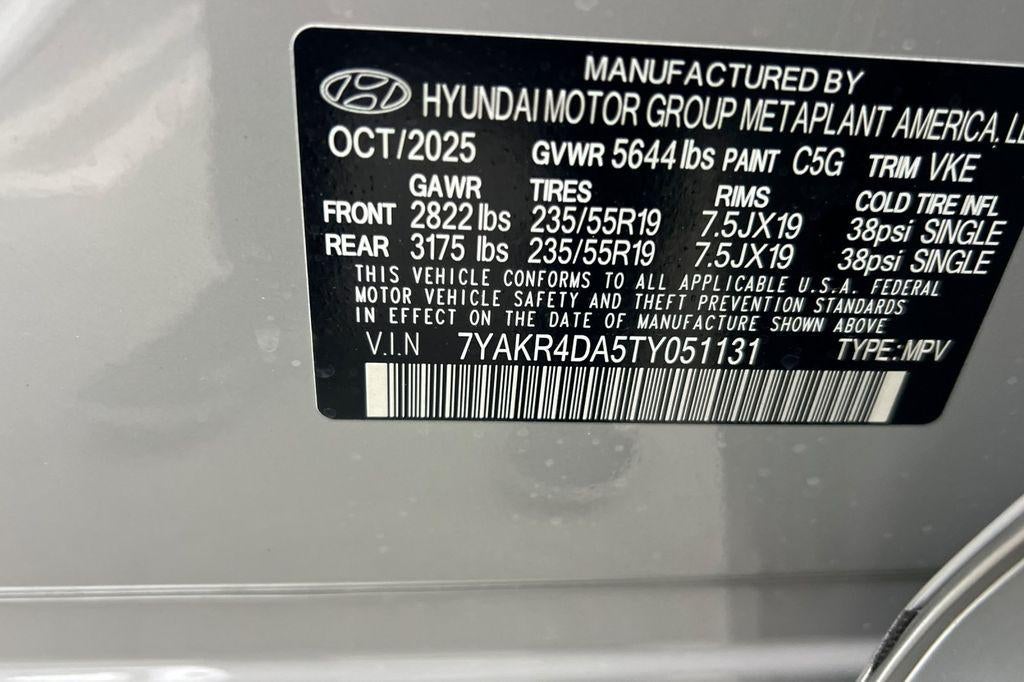 MANUFACTURED BY
HYUNDAI MOTOR GROUP METAPLANT AMERICA,
OCT/2025 GVWR 5644 lbs PAINT C5G TRIM VKE
GAWR TIRES RIMS COLD TIRE INFL
FRONT 2822 lbs 235/55R19 7.5JX19 38psi SINGLE
REAR 3175 lbs 235/55R19 7.5JX19 38psi SINGLE
THIS VEHICLE CONFORMS TO ALL APPLICABLE U.S.A. FEDERAL
MOTOR VEHICLE SAFETY AND THEFT PREVENTION STANDARDS
IN EFFECT ON THE DATE OF MANUFACTURE SHOWN ABOVE
V.I.N 7YAKR4DA5TY051131 TYPE: MPV